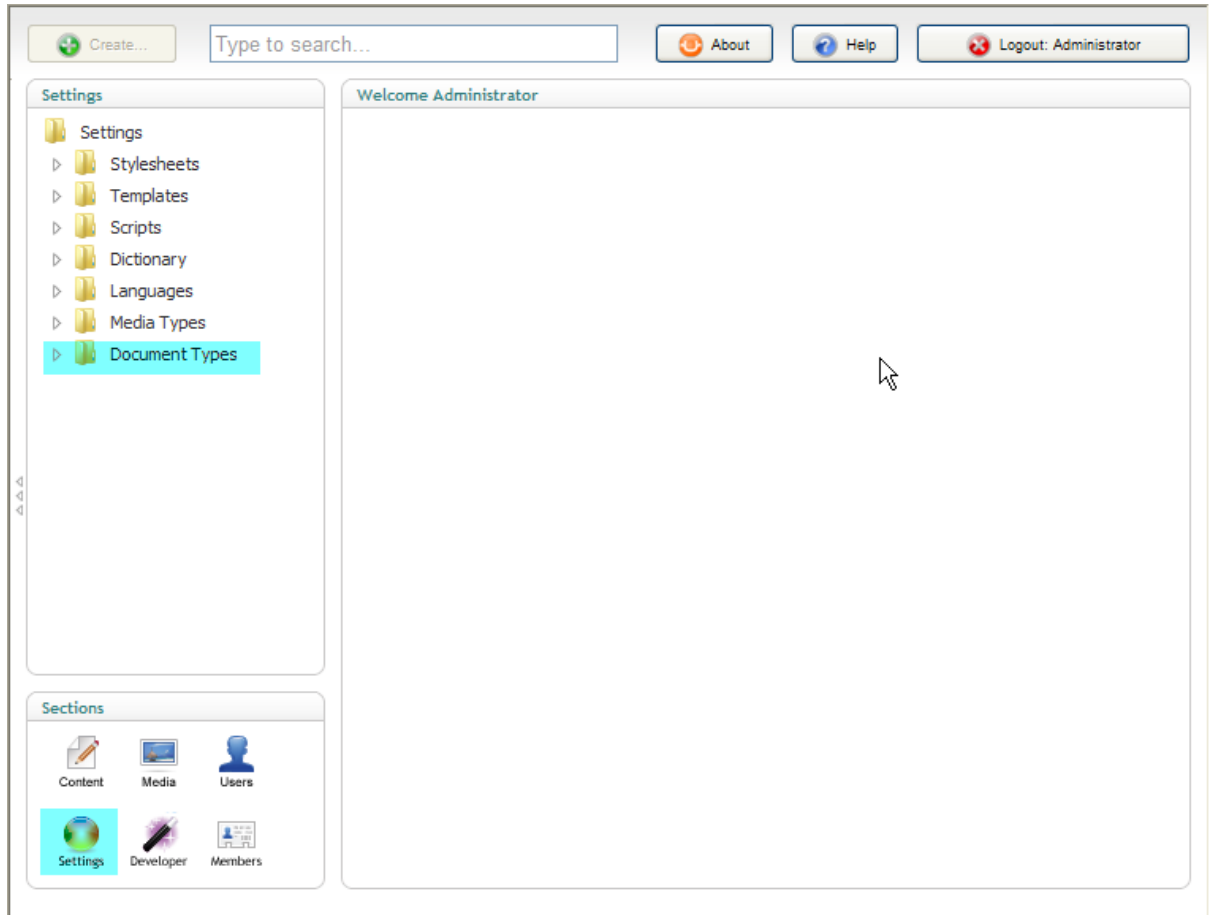 Create...
Type to search...
About
Help
Logout: Administrator
Settings
Settings
Stylesheets
Templates
Scripts
Dictionary
Languages
Media Types
Document Types
Welcome Administrator
Sections
Content Media Users
Settings Developer Members